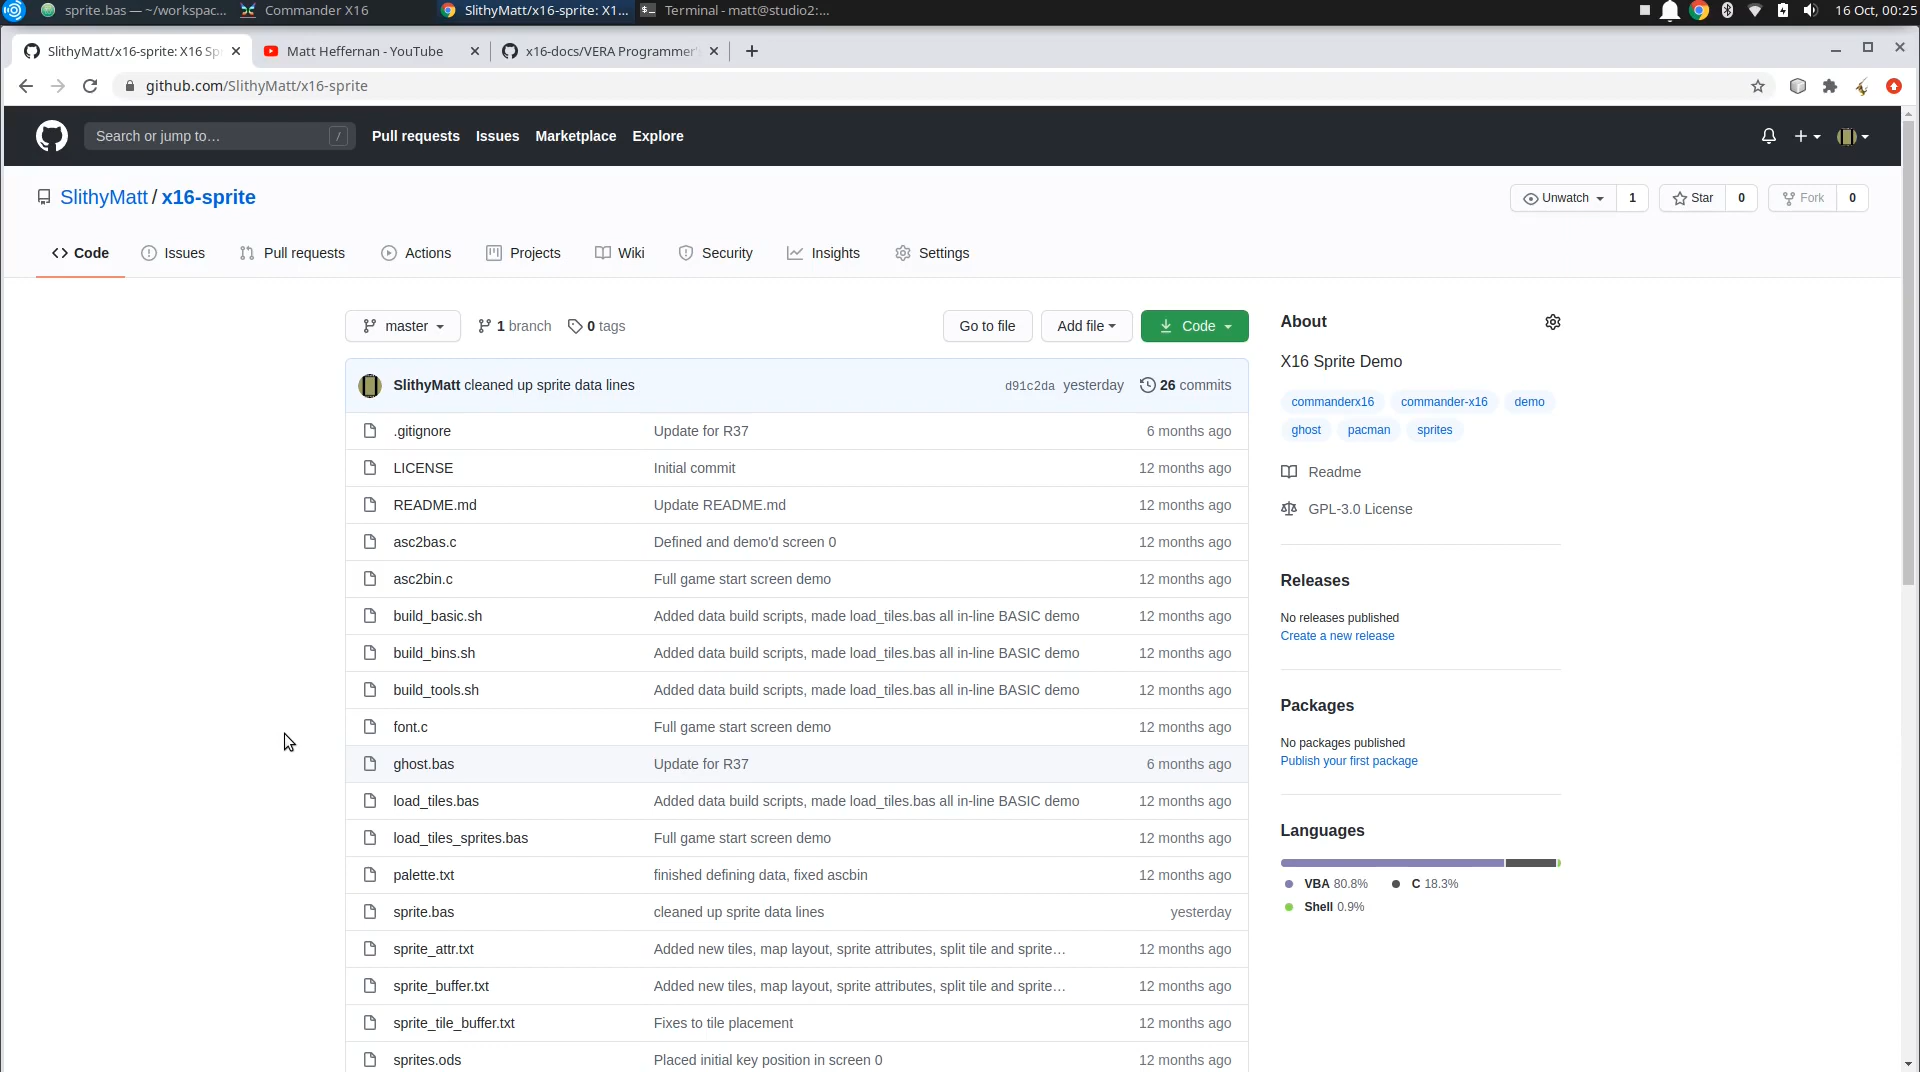 sprite.bas — ~/workspac... Commander X16 SlithyMatt/x16-sprite: X1... Terminal - matt@studio2:... 16 Oct, 00:25
SlithyMatt/x16-sprite: X16 Sp Matt Heffernan - YouTube x16-docs/VERA Programmer'
github.com/SlithyMatt/x16-sprite
Search or jump to… / Pull requests Issues Marketplace Explore
SlithyMatt / x16-sprite Unwatch 1 Star 0 Fork 0
Code Issues Pull requests Actions Projects Wiki Security Insights Settings
master 1 branch 0 tags Go to file Add file Code
SlithyMatt cleaned up sprite data lines d91c2da yesterday 26 commits
.gitignore Update for R37 6 months ago
LICENSE Initial commit 12 months ago
README.md Update README.md 12 months ago
asc2bas.c Defined and demo'd screen 0 12 months ago
asc2bin.c Full game start screen demo 12 months ago
build_basic.sh Added data build scripts, made load_tiles.bas all in-line BASIC demo 12 months ago
build_bins.sh Added data build scripts, made load_tiles.bas all in-line BASIC demo 12 months ago
build_tools.sh Added data build scripts, made load_tiles.bas all in-line BASIC demo 12 months ago
font.c Full game start screen demo 12 months ago
ghost.bas Update for R37 6 months ago
load_tiles.bas Added data build scripts, made load_tiles.bas all in-line BASIC demo 12 months ago
load_tiles_sprites.bas Full game start screen demo 12 months ago
palette.txt finished defining data, fixed ascbin 12 months ago
sprite.bas cleaned up sprite data lines yesterday
sprite_attr.txt Added new tiles, map layout, sprite attributes, split tile and sprite… 12 months ago
sprite_buffer.txt Added new tiles, map layout, sprite attributes, split tile and sprite… 12 months ago
sprite_tile_buffer.txt Fixes to tile placement 12 months ago
sprites.ods Placed initial key position in screen 0 12 months ago
About
X16 Sprite Demo
commanderx16 commander-x16 demo
ghost pacman sprites
Readme
GPL-3.0 License
Releases
No releases published
Create a new release
Packages
No packages published
Publish your first package
Languages
VBA 80.8% C 18.3%
Shell 0.9%